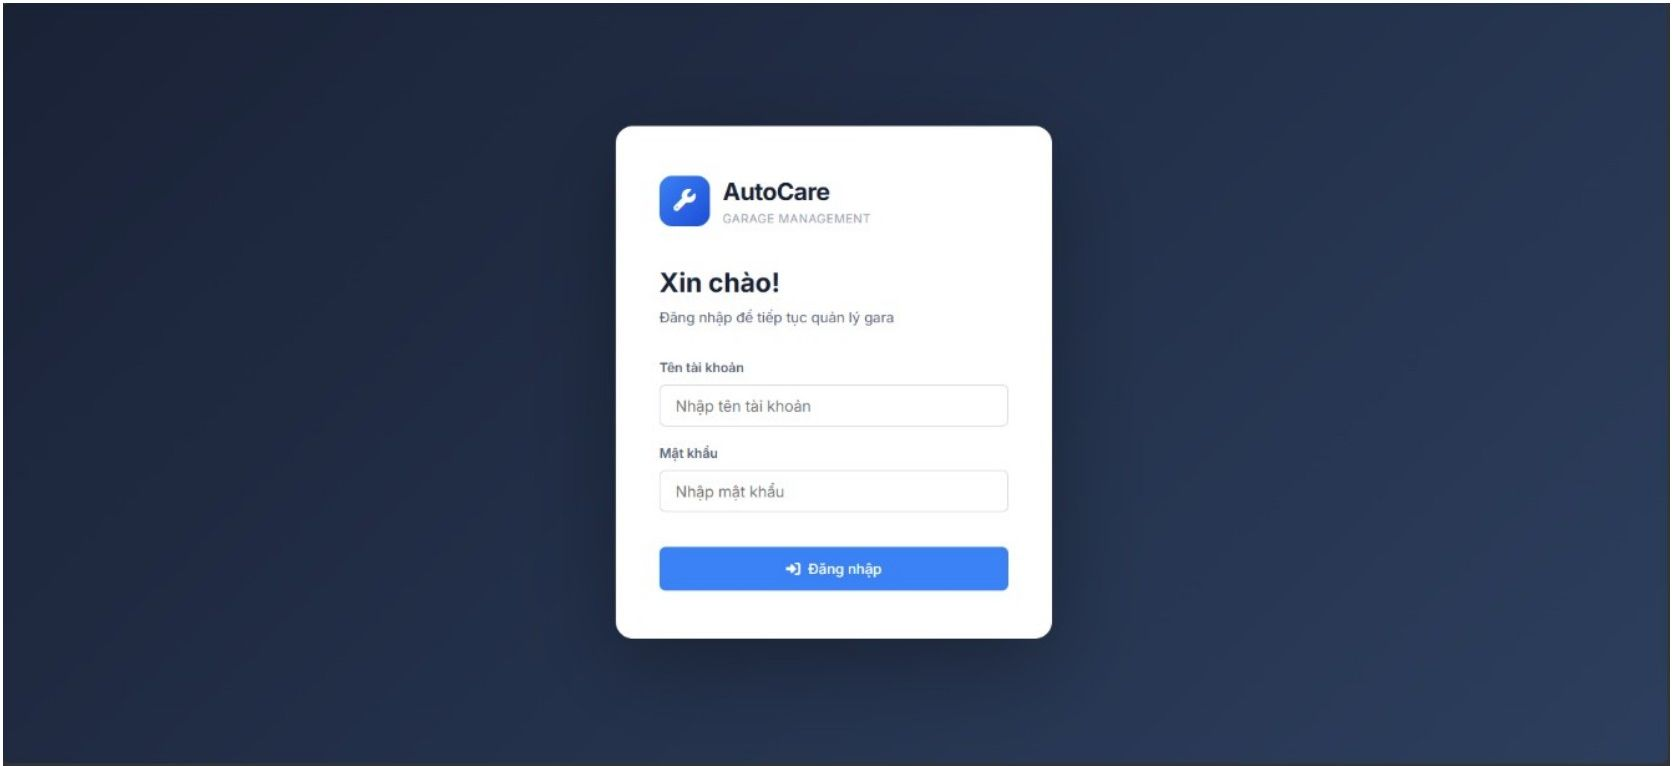 AutoCare
GARAGE MANAGEMENT
Xin chào!
Đăng nhập để tiếp tục quản lý gara
Tên tài khoản
Nhập tên tài khoản
Mật khẩu
Nhập mật khẩu
Đăng nhập